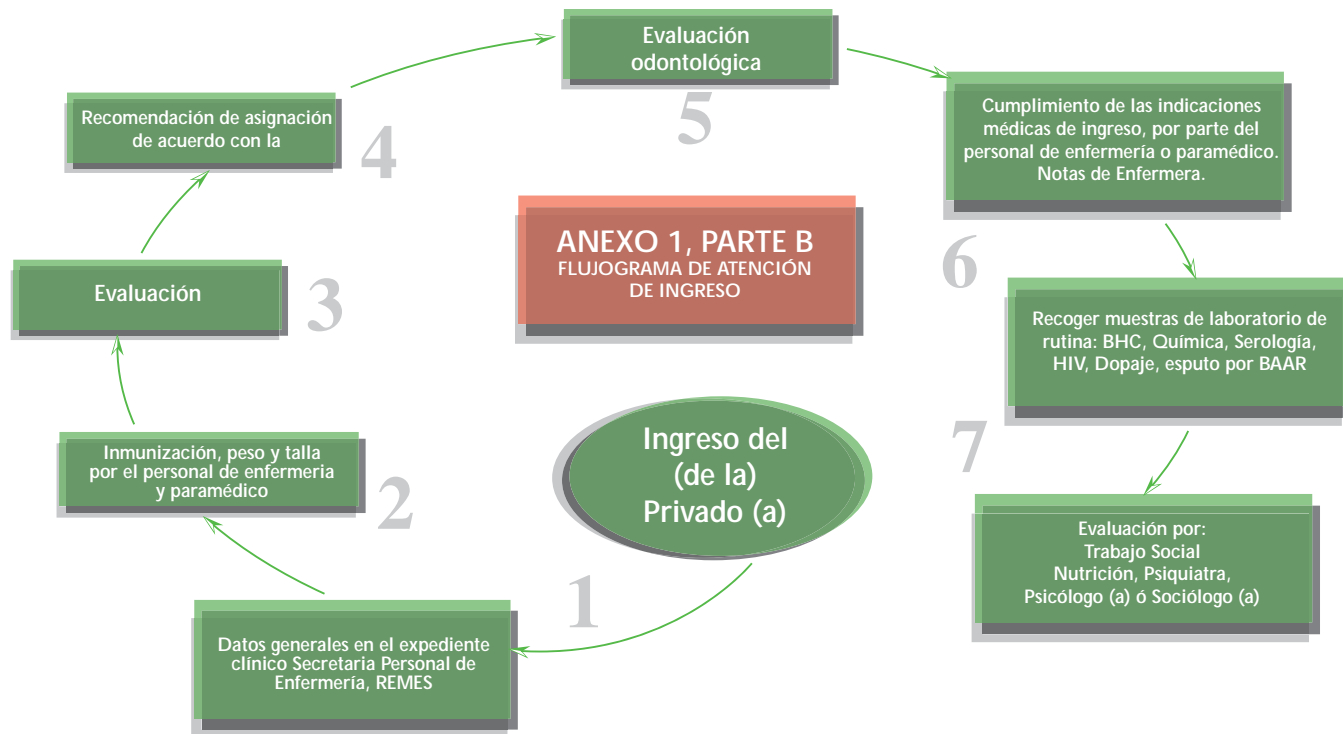 ANEXO 1, PARTE B
FLUJOGRAMA DE ATENCIÓN
DE INGRESO
Ingreso del
(de la)
Privado (a)
1
Datos generales en el expediente
clínico Secretaria Personal de
Enfermería, REMES
2
Inmunización, peso y talla
por el personal de enfermeria
y paramédico
3
Evaluación
4
Recomendación de asignación
de acuerdo con la
5
Evaluación
odontológica
Cumplimiento de las indicaciones
médicas de ingreso, por parte del
personal de enfermería o paramédico.
Notas de Enfermera.
6
Recoger muestras de laboratorio de
rutina: BHC, Química, Serología,
HIV, Dopaje, esputo por BAAR
7
Evaluación por:
Trabajo Social
Nutrición, Psiquiatra,
Psicólogo (a) ó Sociólogo (a)